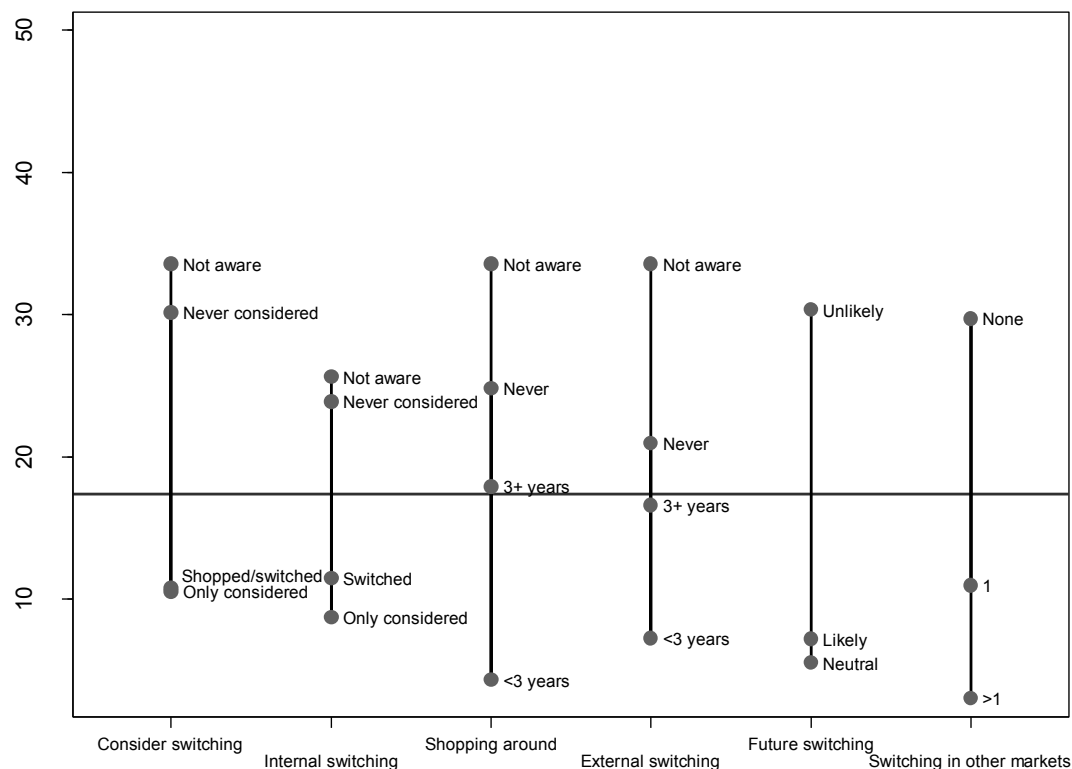 50
40
30
20
10
Not aware
Never considered
Shopped/switched
Only considered
Not aware
Never considered
Switched
Only considered
Not aware
Never
3+ years
<3 years
Not aware
Never
3+ years
<3 years
Unlikely
Likely
Neutral
None
1
>1
Consider switching
Internal switching
Shopping around
External switching
Future switching
Switching in other markets